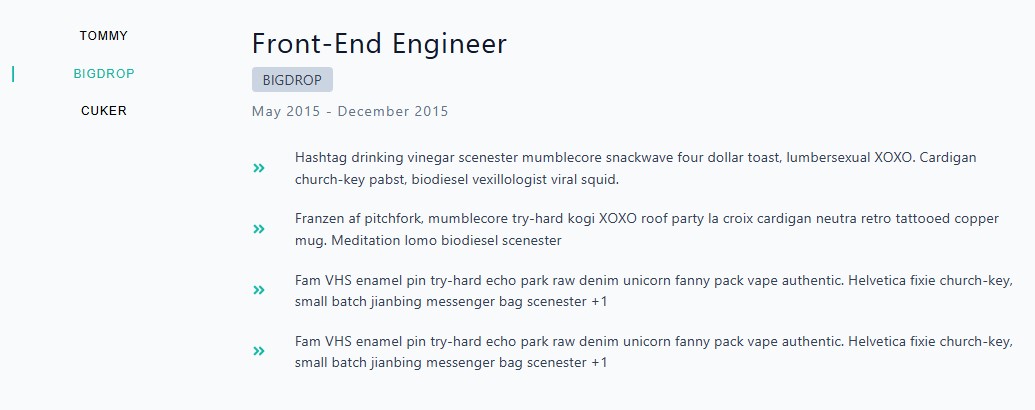 TOMMY
BIGDROP
CUKER
Front-End Engineer
BIGDROP
May 2015 - December 2015
Hashtag drinking vinegar scenester mumblecore snackwave four dollar toast, lumbersexual XOXO. Cardigan
church-key pabst, biodiesel vexillologist viral squid.
Franzen af pitchfork, mumblecore try-hard kogi XOXO roof party la croix cardigan neutra retro tattooed copper
mug. Meditation lomo biodiesel scenester
Fam VHS enamel pin try-hard echo park raw denim unicorn fanny pack vape authentic. Helvetica fixie church-key,
small batch jianbing messenger bag scenester +1
Fam VHS enamel pin try-hard echo park raw denim unicorn fanny pack vape authentic. Helvetica fixie church-key,
small batch jianbing messenger bag scenester +1